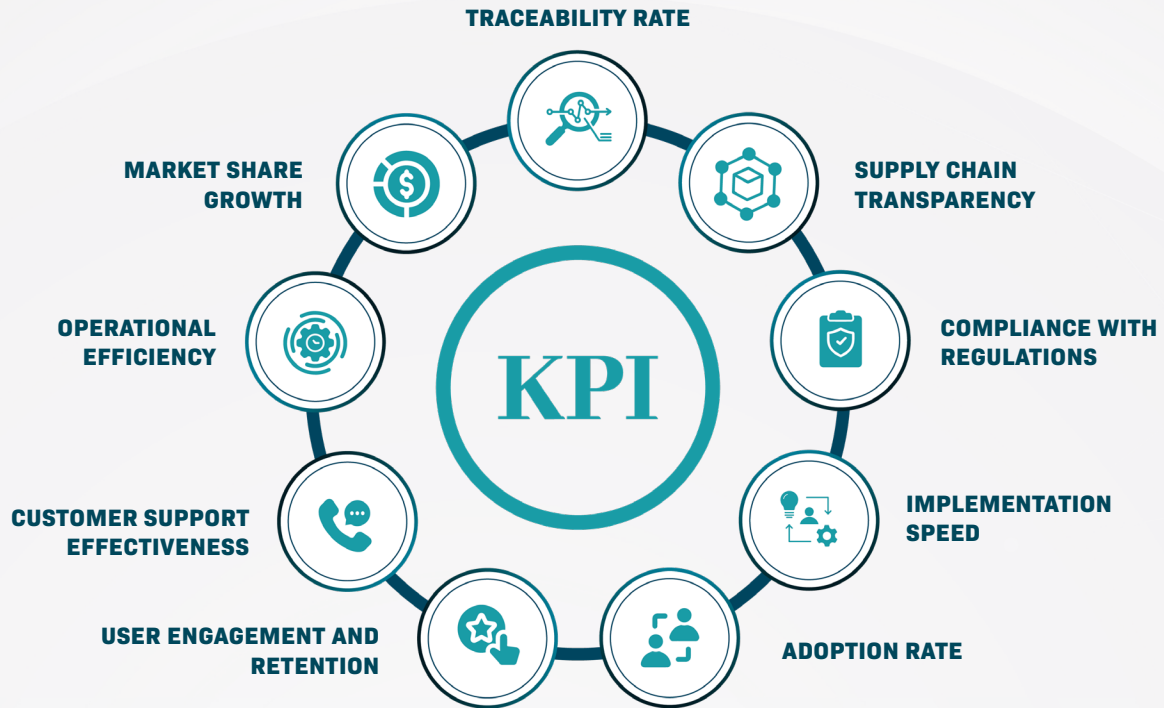 TRACEABILITY RATE
SUPPLY CHAIN
TRANSPARENCY
COMPLIANCE WITH
REGULATIONS
IMPLEMENTATION
SPEED
ADOPTION RATE
USER ENGAGEMENT AND
RETENTION
CUSTOMER SUPPORT
EFFECTIVENESS
OPERATIONAL
EFFICIENCY
MARKET SHARE
GROWTH
$
KPI